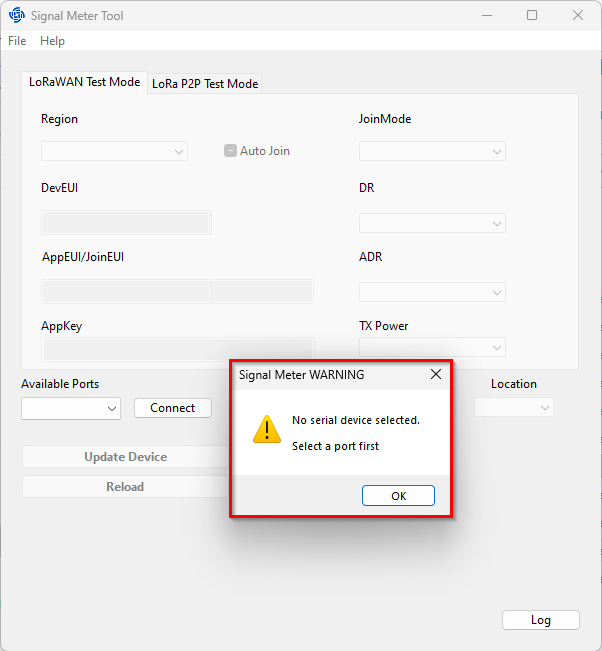 Signal Meter Tool
File Help
LoRaWAN Test Mode LoRa P2P Test Mode
Region JoinMode
Auto Join
DevEUI DR
AppEUI/JoinEUI ADR
AppKey TX Power
Signal Meter WARNING
Available Ports Location
Connect
No serial device selected.
Select a port first
Update Device
Reload
OK
Log